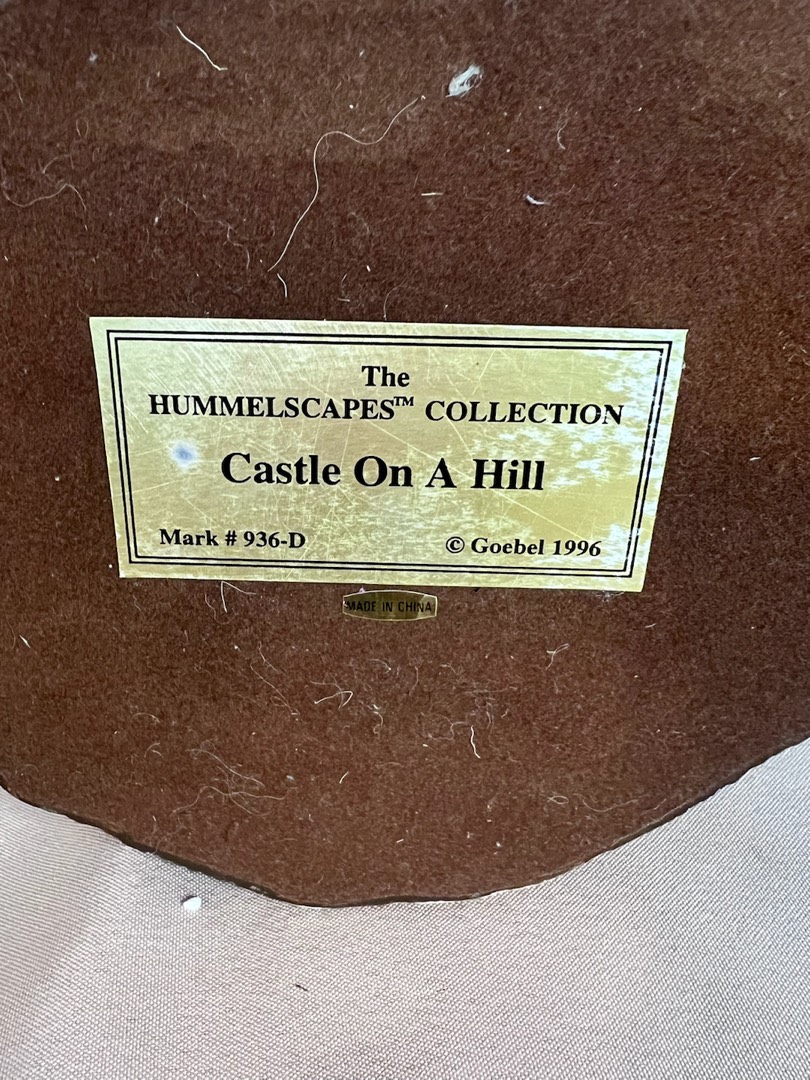 The
HUMMELSCAPES™ COLLECTION
Castle On A Hill
Mark # 936-D © Goebel 1996
MADE IN CHINA